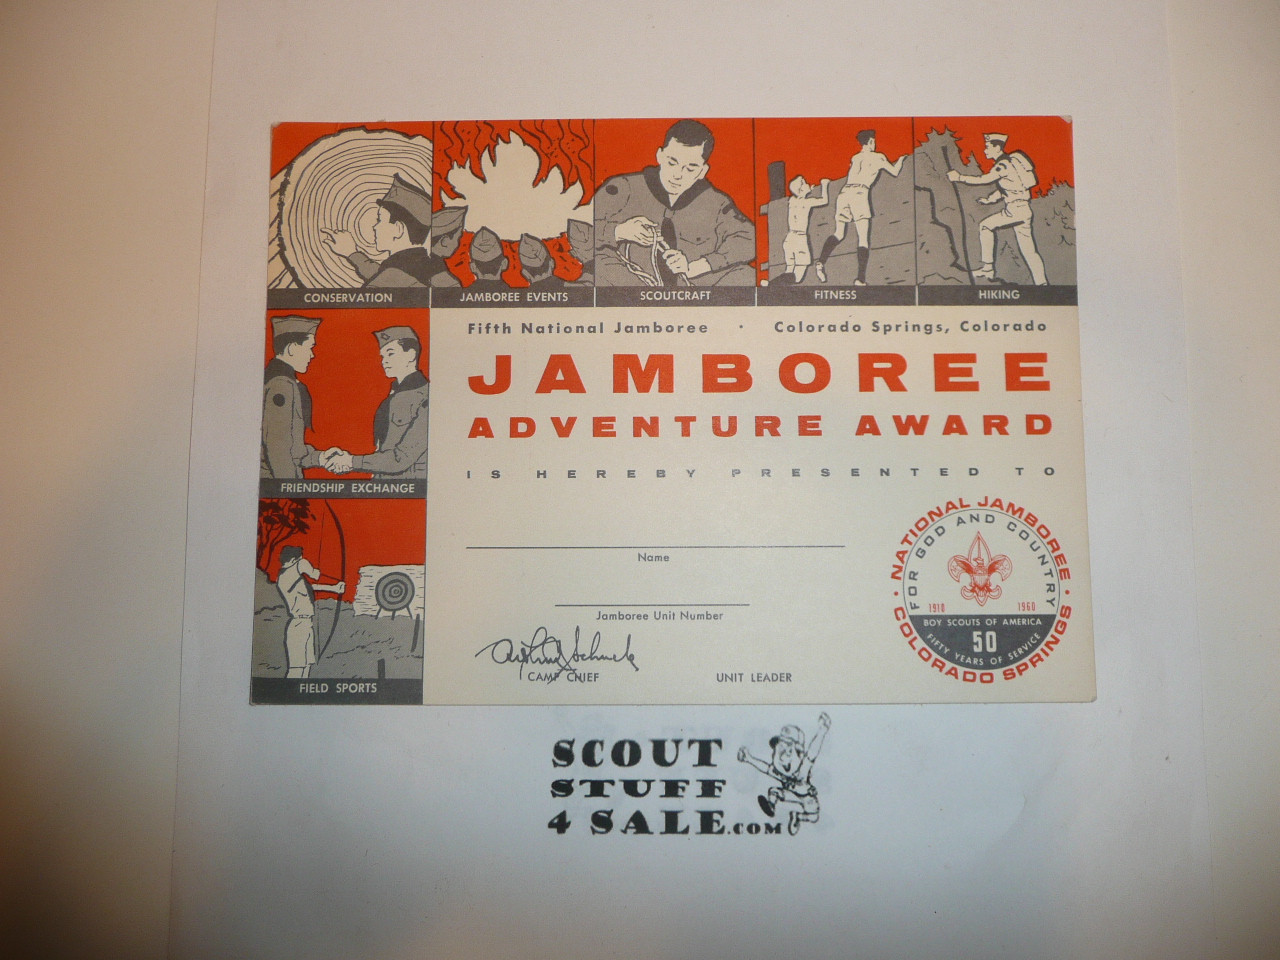 CONSERVATION
JAMBOREE EVENTS
SCOUTCRAFT
FITNESS
HIKING
FRIENDSHIP EXCHANGE
FIELD SPORTS
Fifth National Jamboree · Colorado Springs, Colorado
JAMBOREE
ADVENTURE AWARD
IS HEREBY PRESENTED TO
Name
Jamboree Unit Number
CAMP CHIEF
UNIT LEADER
NATIONAL JAMBOREE
FOR GOD AND COUNTRY
1910 1960
BOY SCOUTS OF AMERICA
50
FIFTY YEARS OF SERVICE
COLORADO SPRINGS
SCOUT
STUFF
4 SALE.COM